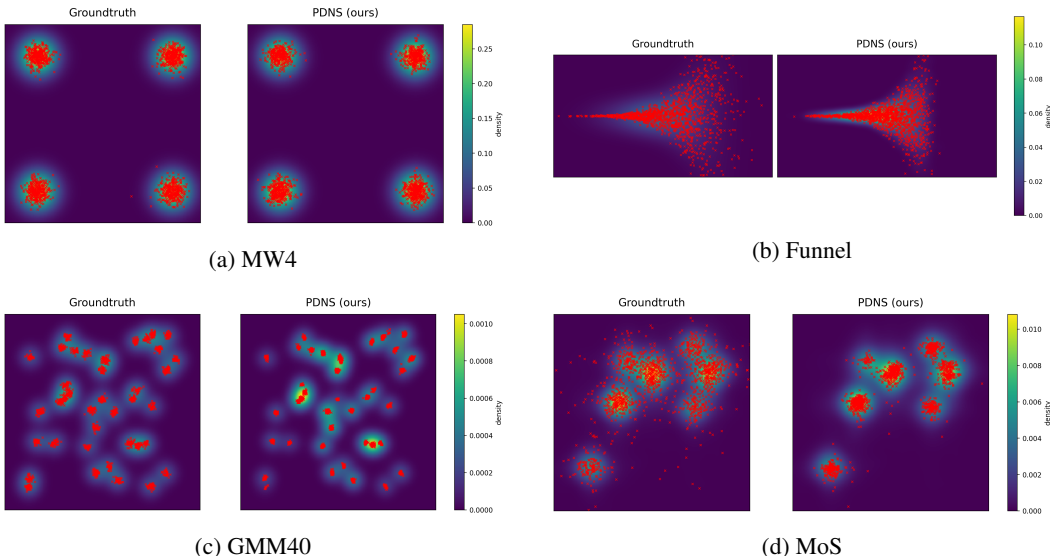 Groundtruth
PDNS (ours)
0.25
0.20
0.15
0.10
0.05
0.00
density
(a) MW4
Groundtruth
PDNS (ours)
0.10
0.08
0.06
0.04
0.02
0.00
density
(b) Funnel
Groundtruth
PDNS (ours)
0.0010
0.0008
0.0006
0.0004
0.0002
0.0000
density
(c) GMM40
Groundtruth
PDNS (ours)
0.010
0.008
0.006
0.004
0.002
0.000
density
(d) MoS